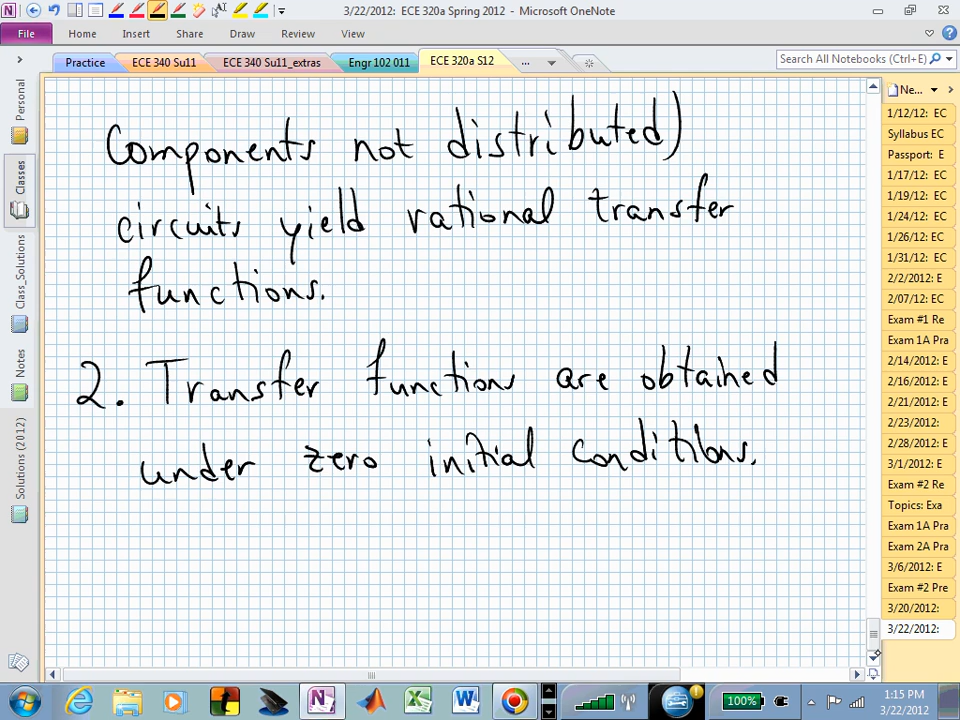 3/22/2012: ECE 320a Spring 2012 - Microsoft OneNote
File Home Insert Share Draw Review View
Practice ECE 340 Su11 ECE 340 Su11_extras Engr 102 011 ECE 320a S12 ...
Search All Notebooks (Ctrl+E)
Personal
Classes
Class_Solutions
Notes
Solutions (2012)
Components not distributed)
circuits yield rational transfer
functions.
2. Transfer functions are obtained
under zero initial conditions.
Ne...
1/12/12: EC
Syllabus EC
Passport: E
1/17/12: EC
1/19/12: EC
1/24/12: EC
1/26/12: EC
1/31/12: EC
2/2/2012: E
2/07/12: EC
Exam #1 Re
Exam 1A Pra
2/14/2012:
2/16/2012:
2/21/2012:
2/23/2012:
2/28/2012:
3/1/2012: E
Exam #2 Re
Topics: Exa
Exam 1A Pra
Exam 2A Pra
3/6/2012: E
Exam #2 Pre
3/20/2012:
3/22/2012:
100%
1:15 PM
3/22/2012